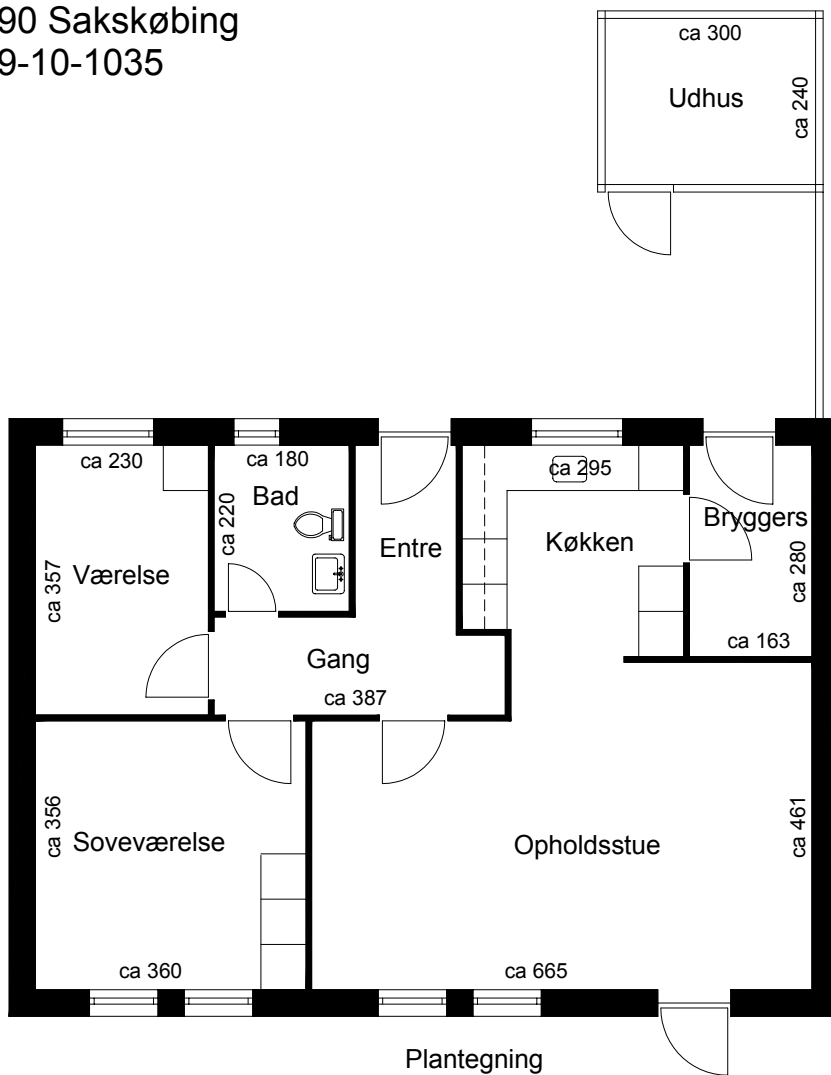 90 Sakskøbing
9-10-1035
ca 300
Udhus
ca 240
ca 230
ca 180
ca 295
Bad
ca 220
Bryggers
Entre
Køkken
Værelse
ca 357
ca 280
ca 163
Gang
ca 387
ca 356
Soveværelse
Opholdsstue
ca 461
ca 360
ca 665
Plantegning